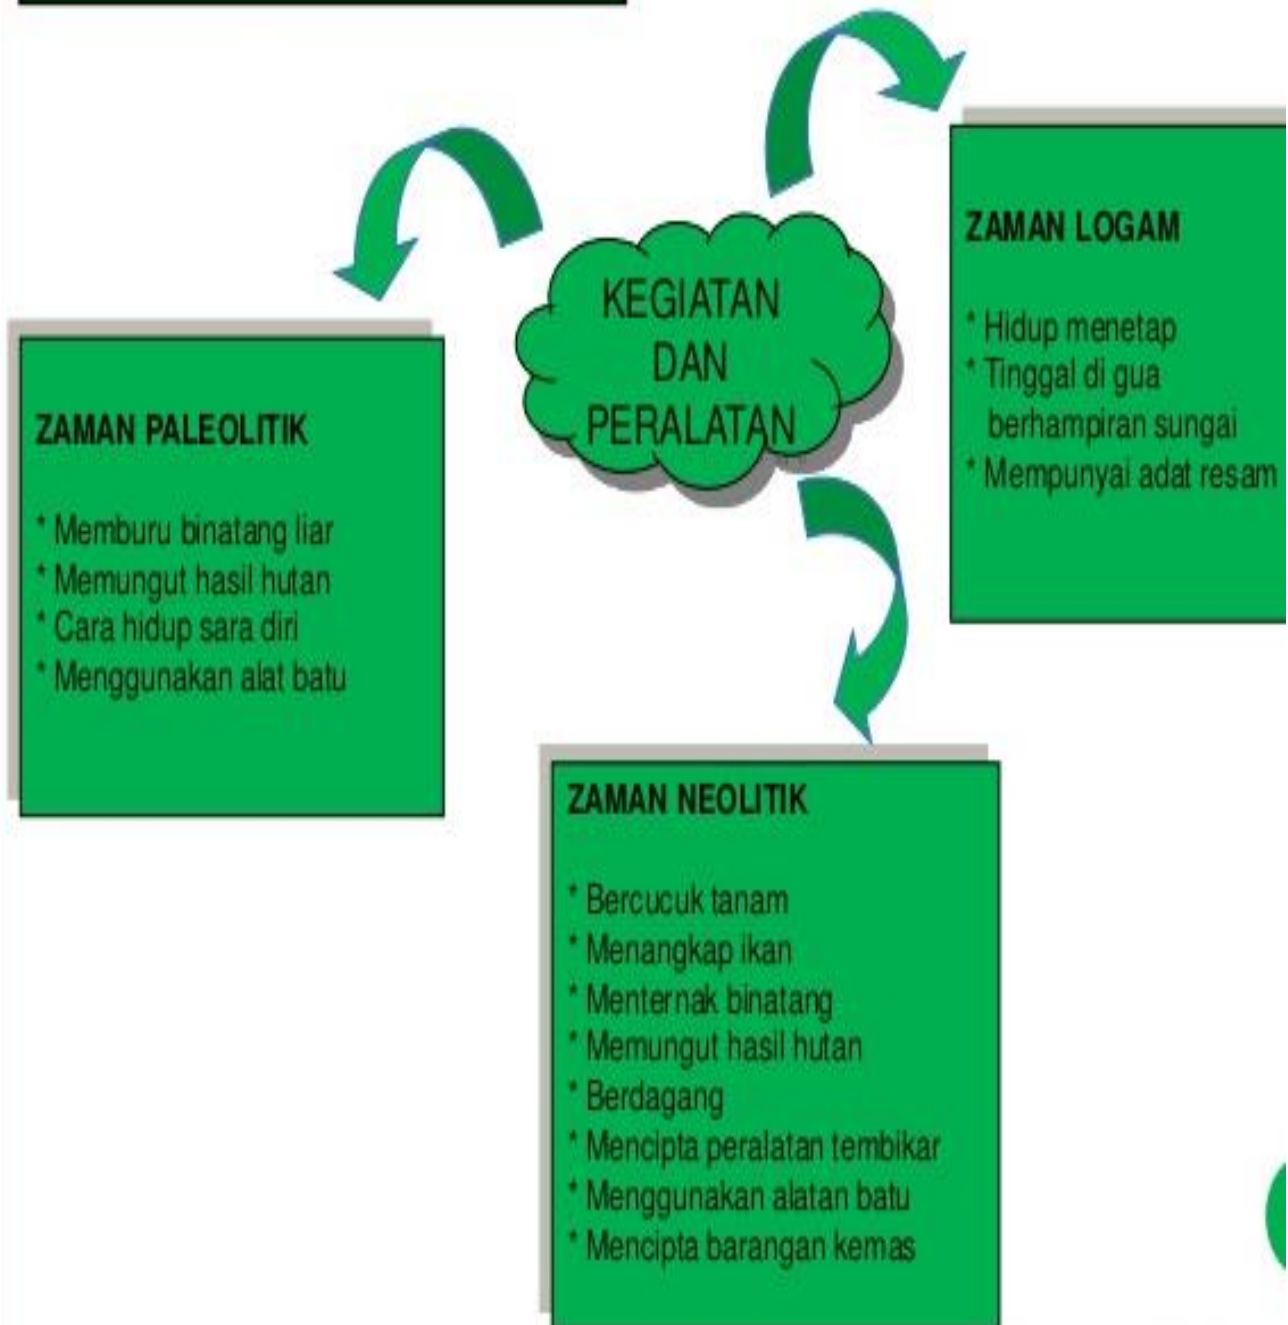 KEGIATAN
DAN
PERALATAN
ZAMAN PALEOLITIK
* Memburu binatang liar
* Memungut hasil hutan
* Cara hidup sara diri
* Menggunakan alat batu
ZAMAN LOGAM
* Hidup menetap
* Tinggal di gua
berhampiran sungai
* Mempunyai adat resam
ZAMAN NEOLITIK
* Bercucuk tanam
* Menangkap ikan
* Menternak binatang
* Memungut hasil hutan
* Berdagang
* Mencipta peralatan tembikar
* Menggunakan alatan batu
* Mencipta barangan kemas